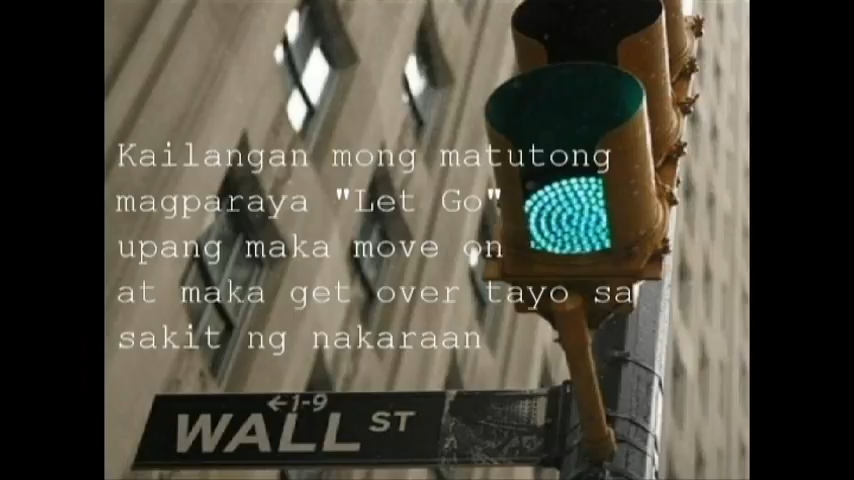 Kailangan mong matutong
magparaya "Let Go"
upang maka move on
at maka get over tayo sa
sakit ng nakaraan
←1-9
WALL ST